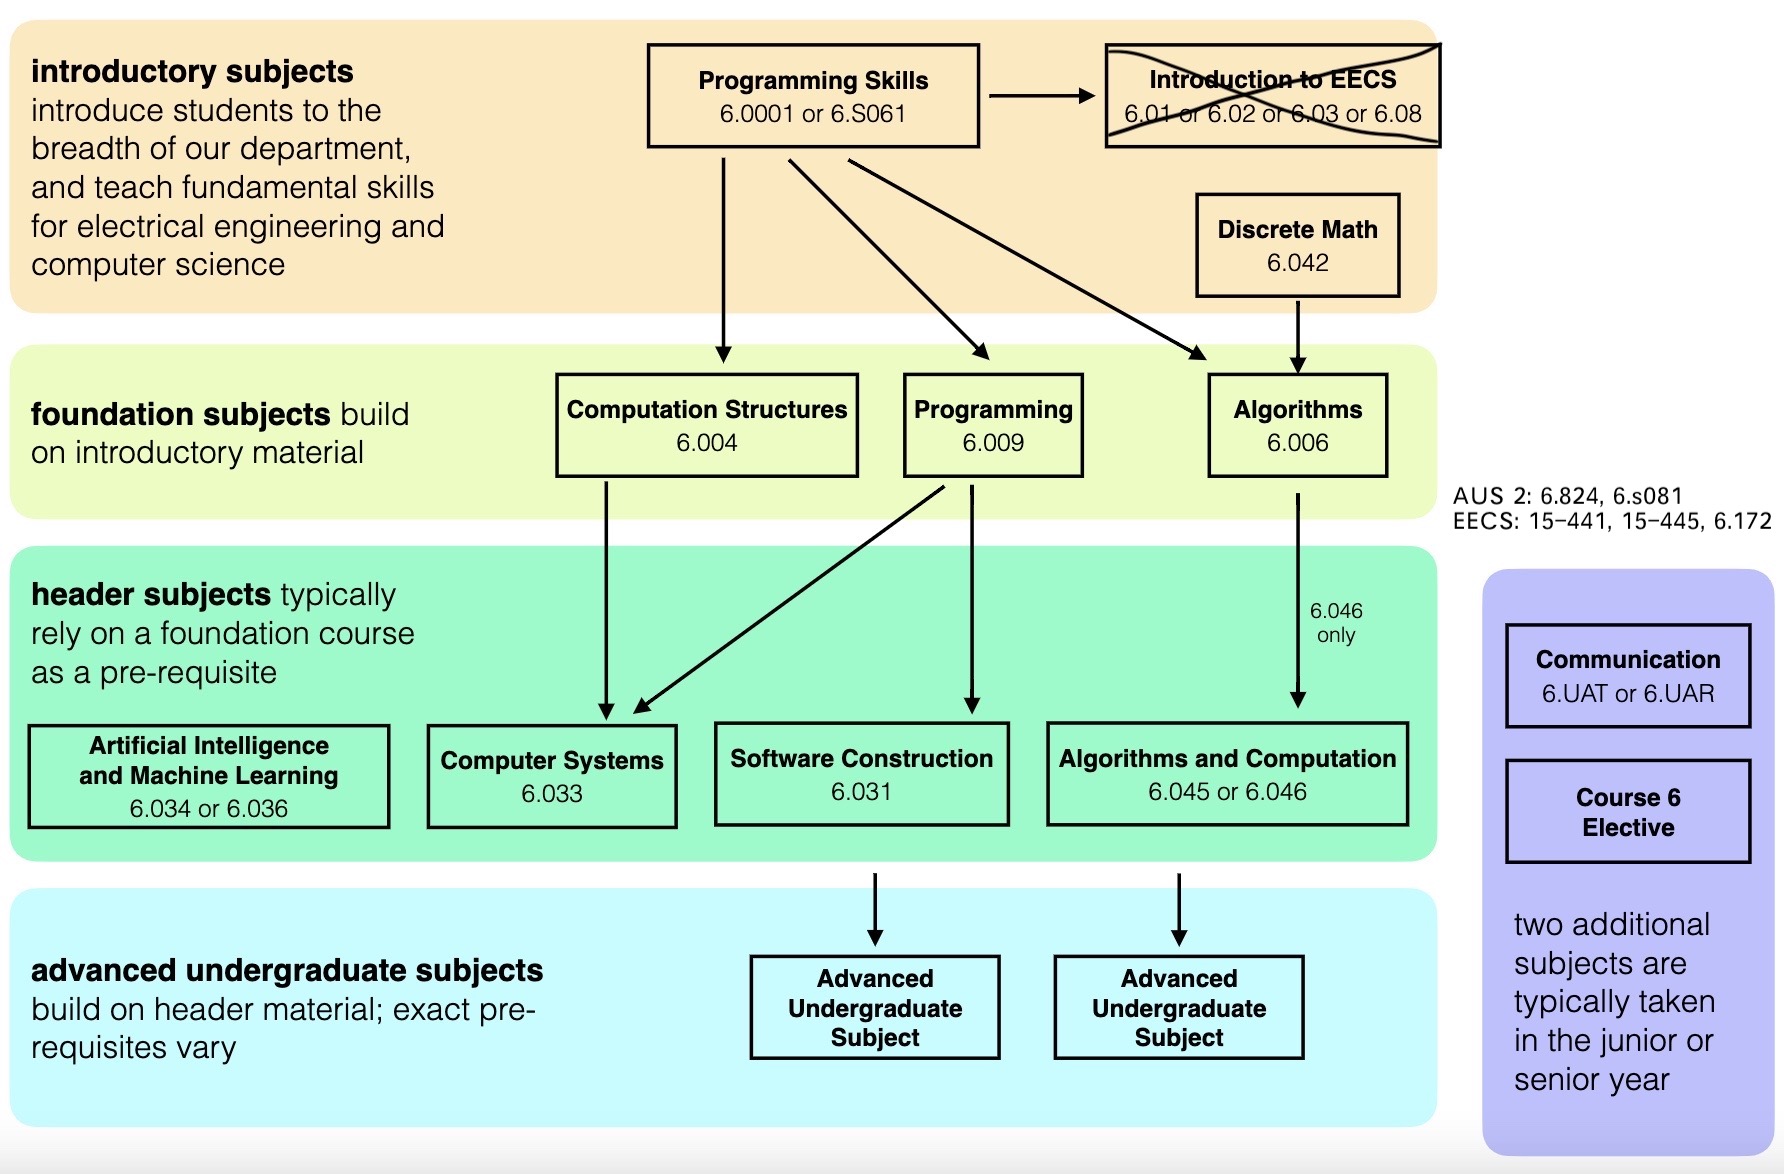 introductory subjects
introduce students to the
breadth of our department,
and teach fundamental skills
for electrical engineering and
computer science
Programming Skills
6.0001 or 6.S061
Introduction to EECS
6.01 or 6.02 or 6.03 or 6.08
Discrete Math
6.042
foundation subjects build
on introductory material
Computation Structures
6.004
Programming
6.009
Algorithms
6.006
AUS 2: 6.824, 6.s081
EECS: 15-441, 15-445, 6.172
header subjects typically
rely on a foundation course
as a pre-requisite
6.046
only
Artificial Intelligence
and Machine Learning
6.034 or 6.036
Computer Systems
6.033
Software Construction
6.031
Algorithms and Computation
6.045 or 6.046
Communication
6.UAT or 6.UAR
Course 6
Elective
two additional
subjects are
typically taken
in the junior or
senior year
advanced undergraduate subjects
build on header material; exact pre-
requisites vary
Advanced
Undergraduate
Subject
Advanced
Undergraduate
Subject